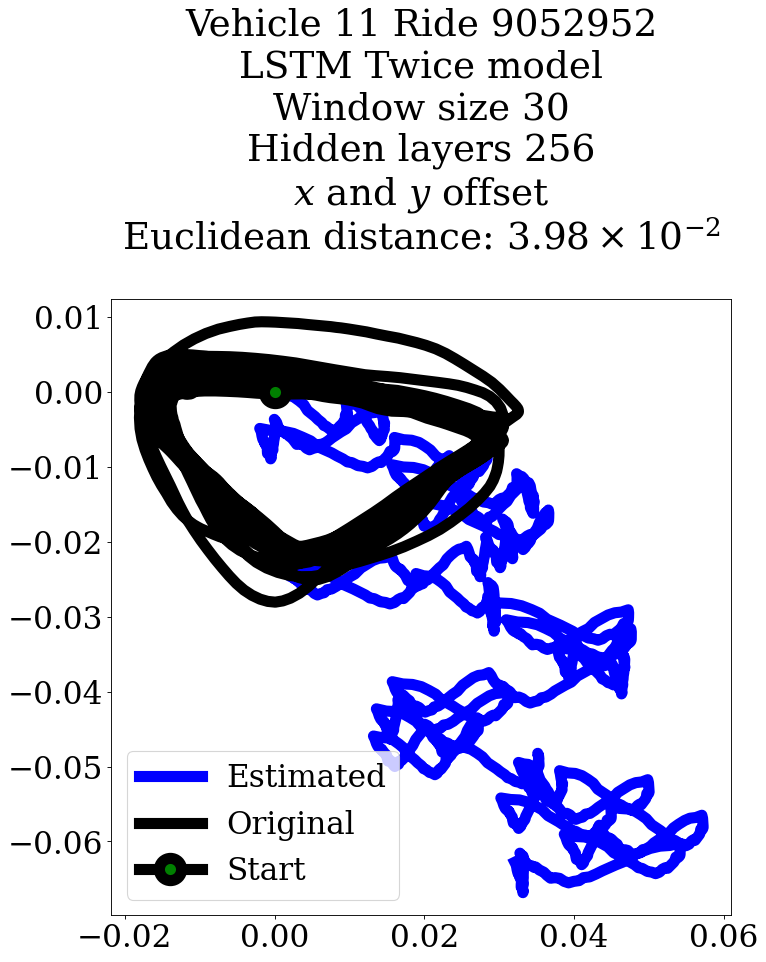 Vehicle 11 Ride 9052952
LSTM Twice model
Window size 30
Hidden layers 256
x and y offset
Euclidean distance: 3.98 × 10⁻²
0.01
0.00
−0.01
−0.02
−0.03
−0.04
−0.05
−0.06
Estimated
Original
Start
−0.02 0.00 0.02 0.04 0.06